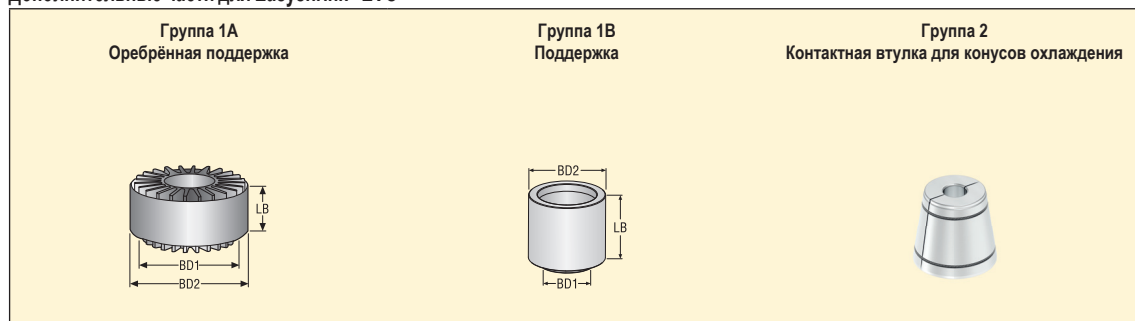 Группа 1A
Оребрённая поддержка
Группа 1B
Поддержка
Группа 2
Контактная втулка для конусов охлаждения
LB
BD1
BD2
BD2
LB
BD1